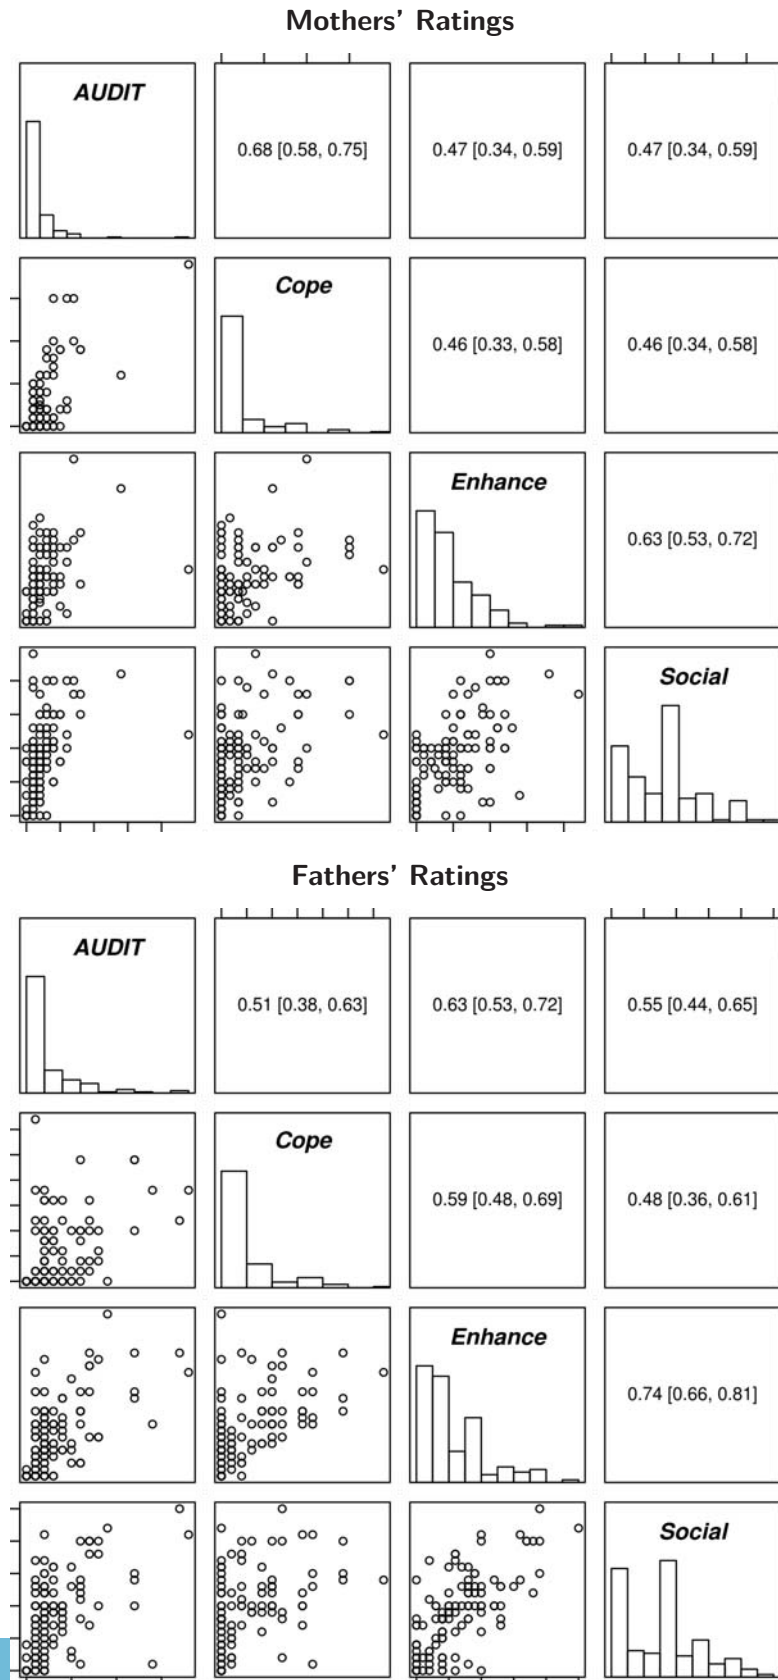 Mothers’ Ratings
AUDIT
0.68 [0.58, 0.75]
0.47 [0.34, 0.59]
0.47 [0.34, 0.59]
Cope
0.46 [0.33, 0.58]
0.46 [0.34, 0.58]
Enhance
0.63 [0.53, 0.72]
Social
Fathers’ Ratings
AUDIT
0.51 [0.38, 0.63]
0.63 [0.53, 0.72]
0.55 [0.44, 0.65]
Cope
0.59 [0.48, 0.69]
0.48 [0.36, 0.61]
Enhance
0.74 [0.66, 0.81]
Social